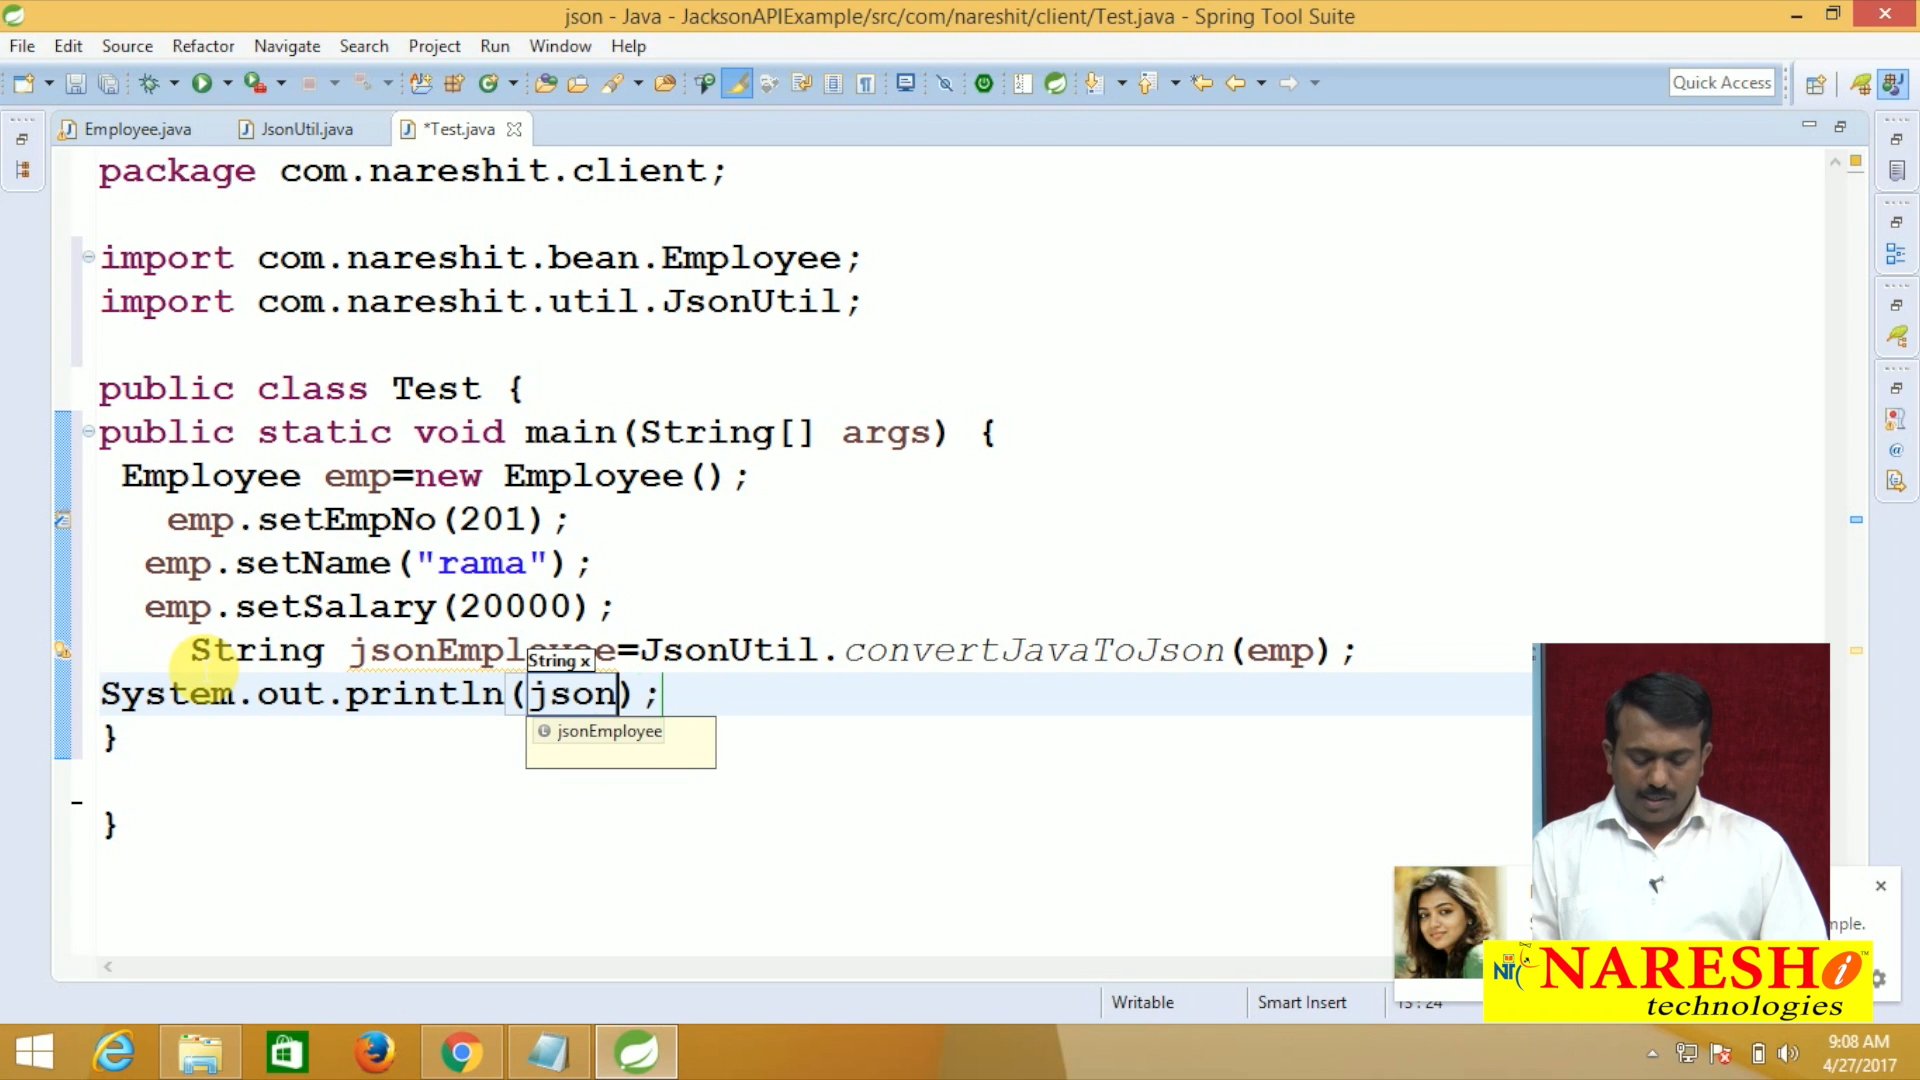 json - Java - JacksonAPIExample/src/com/nareshit/client/Test.java - Spring Tool Suite
File Edit Source Refactor Navigate Search Project Run Window Help
Quick Access
Employee.java JsonUtil.java *Test.java
package com.nareshit.client;
import com.nareshit.bean.Employee;
import com.nareshit.util.JsonUtil;
public class Test {
public static void main(String[] args) {
Employee emp=new Employee();
emp.setEmpNo(201);
emp.setName("rama");
emp.setSalary(20000);
String jsonEmployee=JsonUtil.convertJavaToJson(emp);
String x
System.out.println(json);
jsonEmployee
}
}
NARESH i
technologies
Writable Smart Insert
9:08 AM
4/27/2017